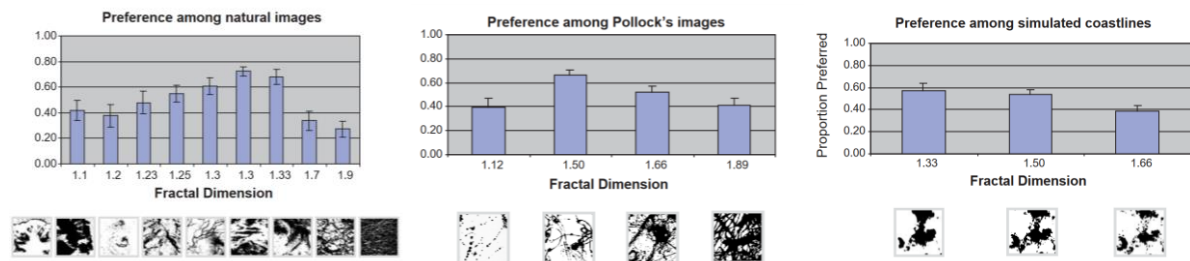 Preference among natural images
1.00
0.80
0.60
0.40
0.20
0.00
1.1 1.2 1.23 1.25 1.3 1.3 1.33 1.7 1.9
Fractal Dimension
Preference among Pollock's images
1.00
0.80
0.60
0.40
0.20
0.00
1.12 1.50 1.66 1.89
Fractal Dimension
Preference among simulated coastlines
Proportion Preferred
1.00
0.80
0.60
0.40
0.20
0.00
1.33 1.50 1.66
Fractal Dimension